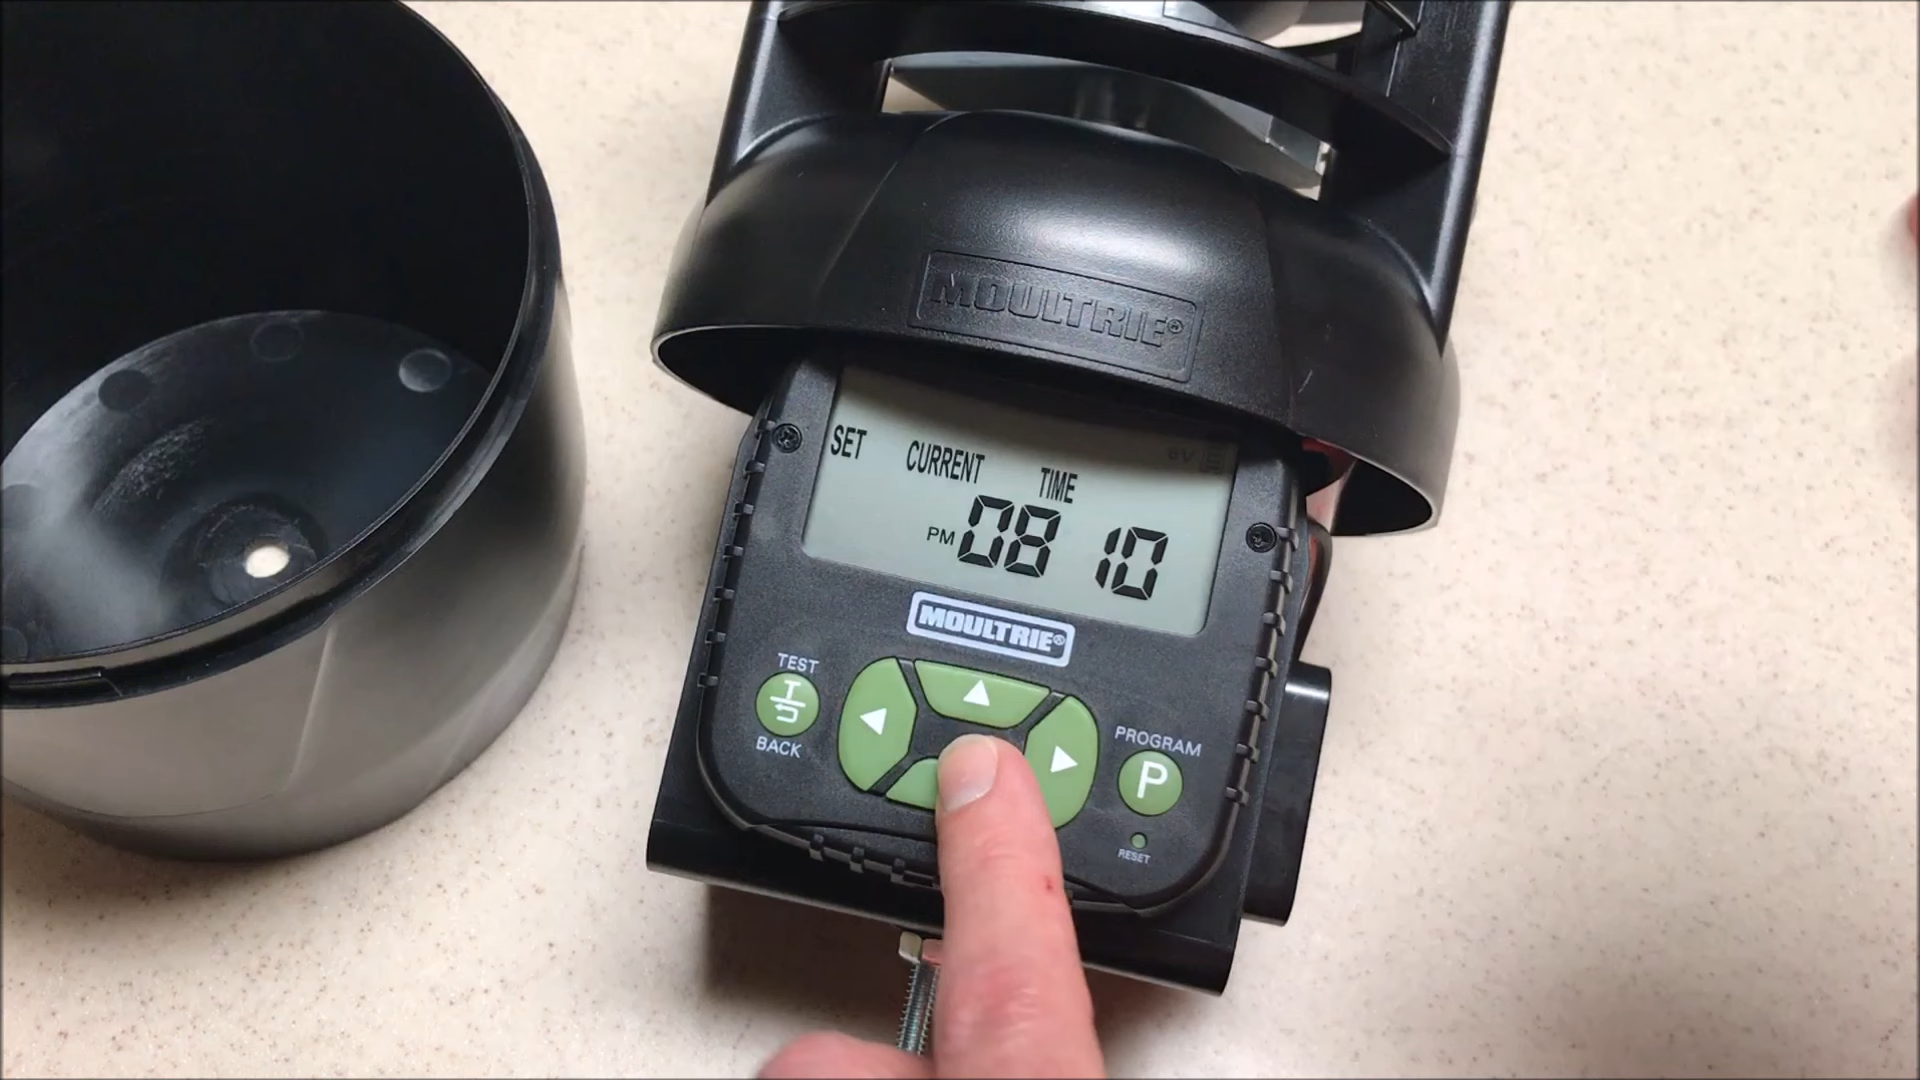 MOULTRIE®
SET CURRENT TIME 6V
PM 08 10
MOULTRIE®
TEST
BACK
PROGRAM
P
RESET